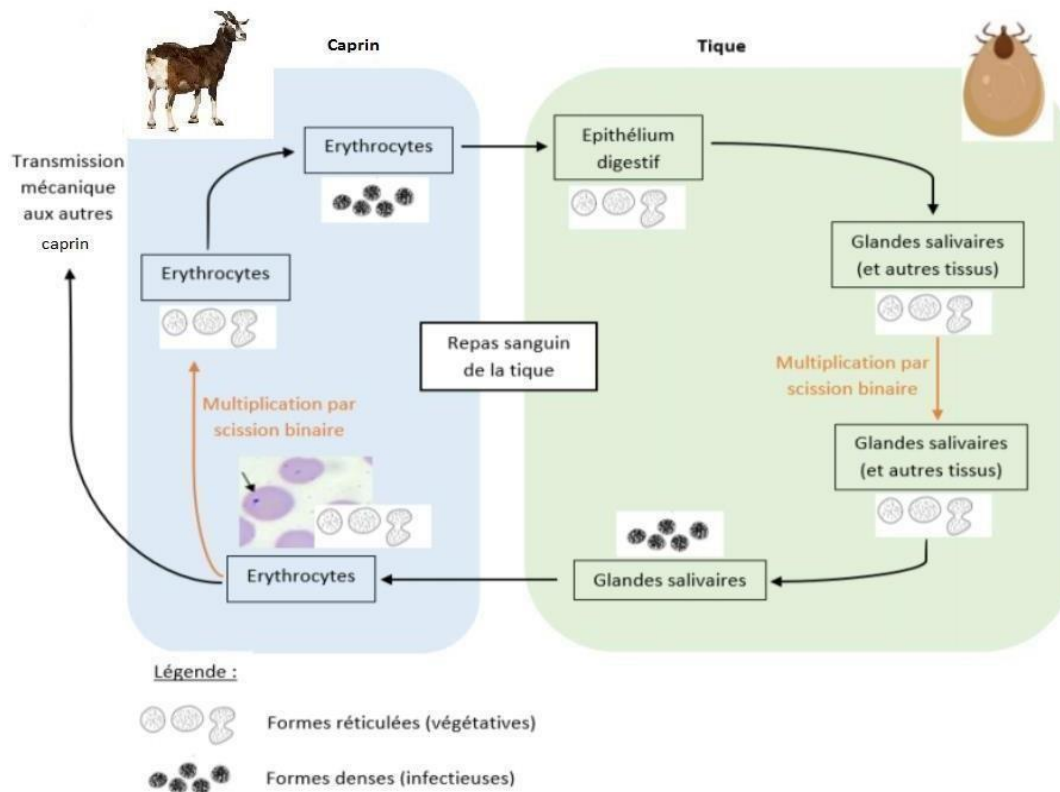 Caprin
Tique
Erythrocytes
Epithélium
digestif
Transmission
mécanique
aux autres
caprin
Glandes salivaires
(et autres tissus)
Erythrocytes
Repas sanguin
de la tique
Multiplication par
scission binaire
Multiplication par
scission binaire
Glandes salivaires
(et autres tissus)
Erythrocytes
Glandes salivaires
Légende :
Formes réticulées (végétatives)
Formes denses (infectieuses)